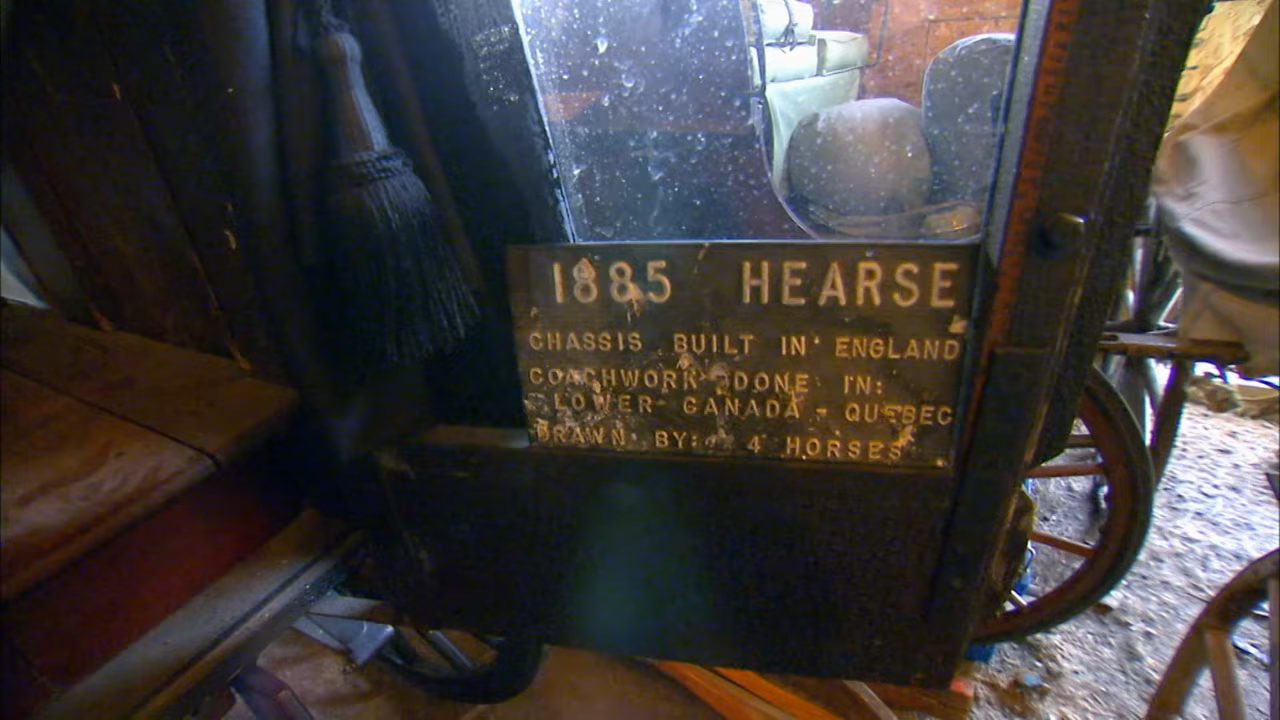 1885 HEARSE
CHASSIS BUILT IN ENGLAND
COACHWORK DONE IN:
LOWER CANADA - QUEBEC
DRAWN BY: 4 HORSES